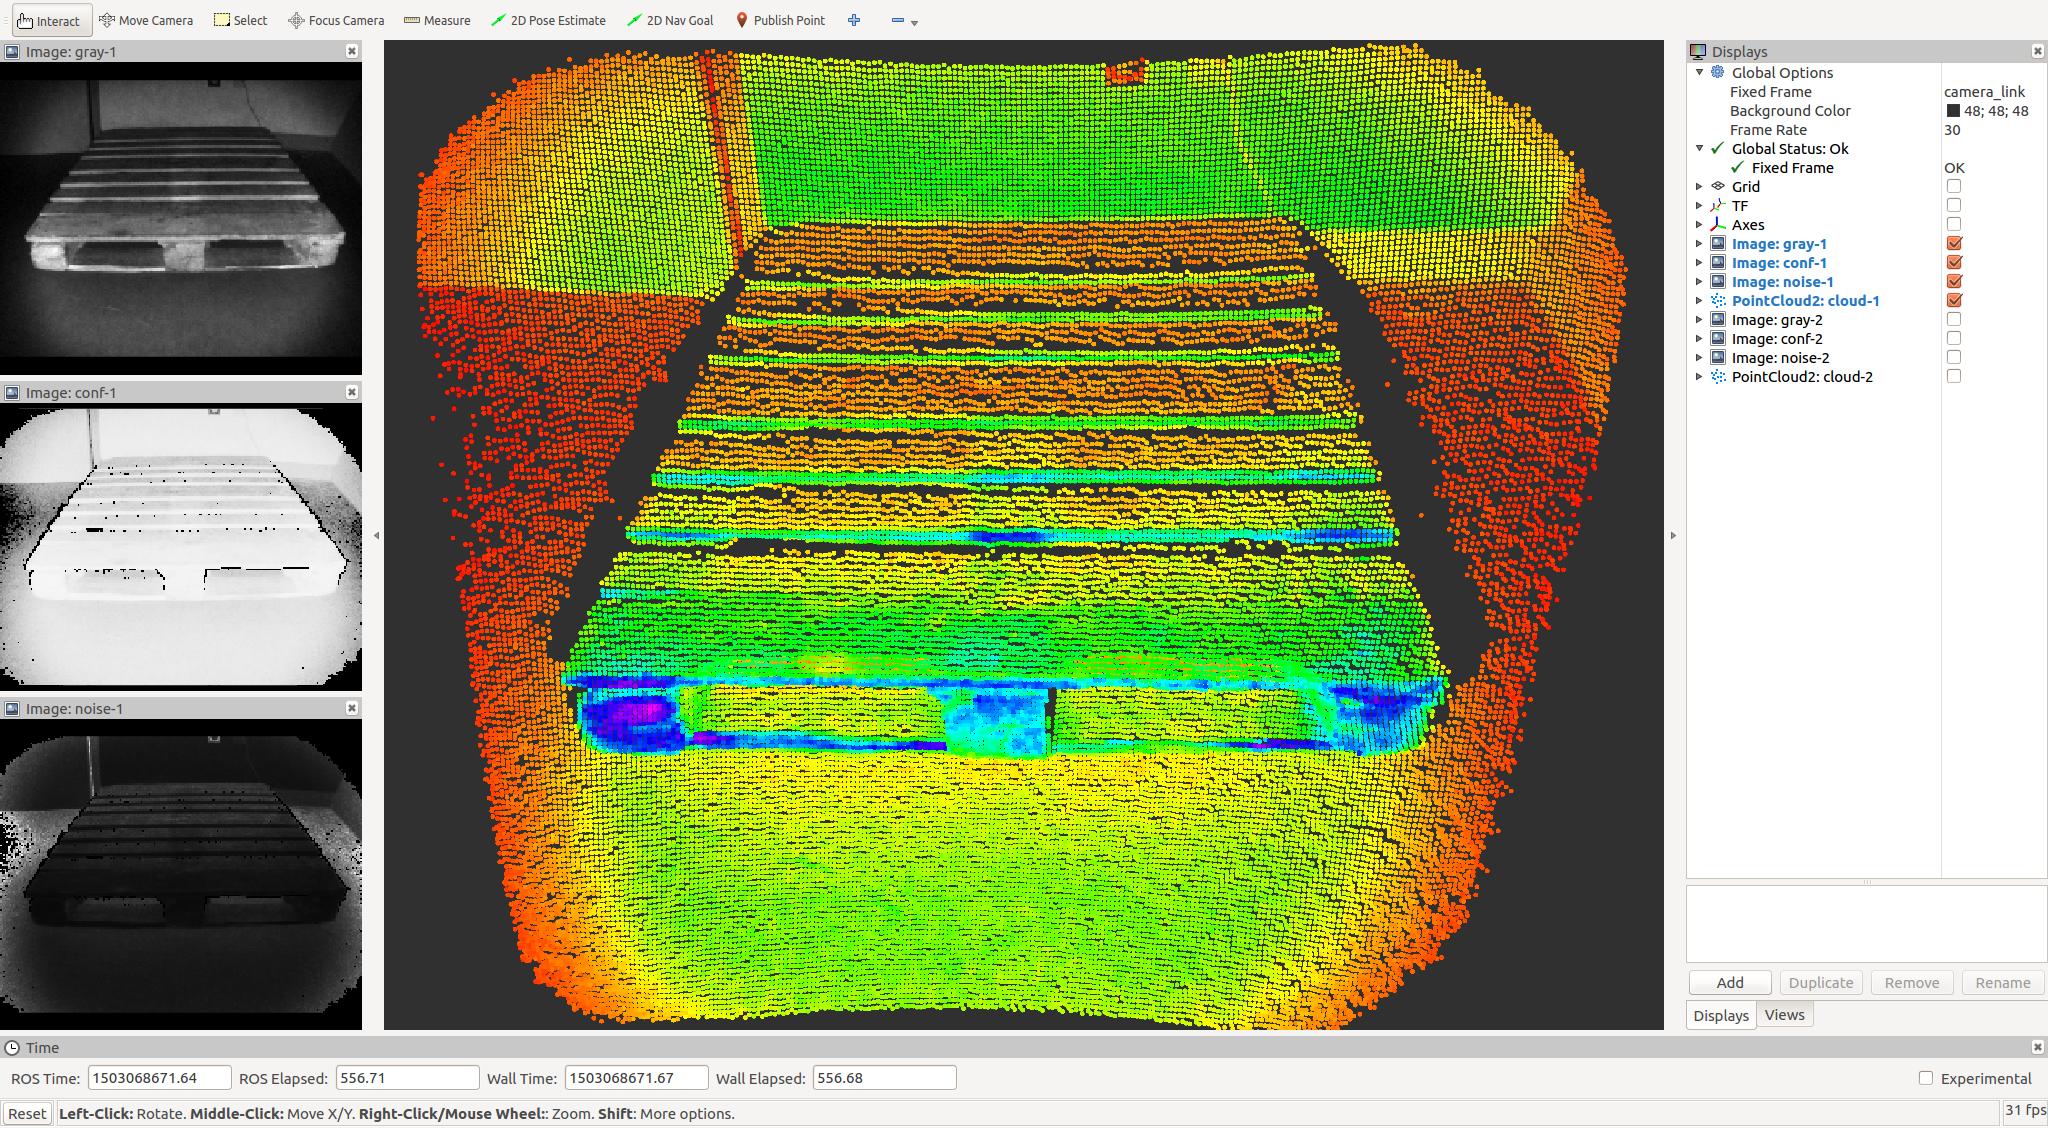 Interact Move Camera Select Focus Camera Measure 2D Pose Estimate 2D Nav Goal Publish Point
Image: gray-1
Image: conf-1
Image: noise-1
Displays
Global Options
Fixed Frame camera_link
Background Color 48; 48; 48
Frame Rate 30
Global Status: Ok
Fixed Frame OK
Grid
TF
Axes
Image: gray-1
Image: conf-1
Image: noise-1
PointCloud2: cloud-1
Image: gray-2
Image: conf-2
Image: noise-2
PointCloud2: cloud-2
Add Duplicate Remove Rename
Displays Views
Time
ROS Time: 1503068671.64 ROS Elapsed: 556.71 Wall Time: 1503068671.67 Wall Elapsed: 556.68 Experimental
Reset Left-Click: Rotate. Middle-Click: Move X/Y. Right-Click/Mouse Wheel:: Zoom. Shift: More options. 31 fps